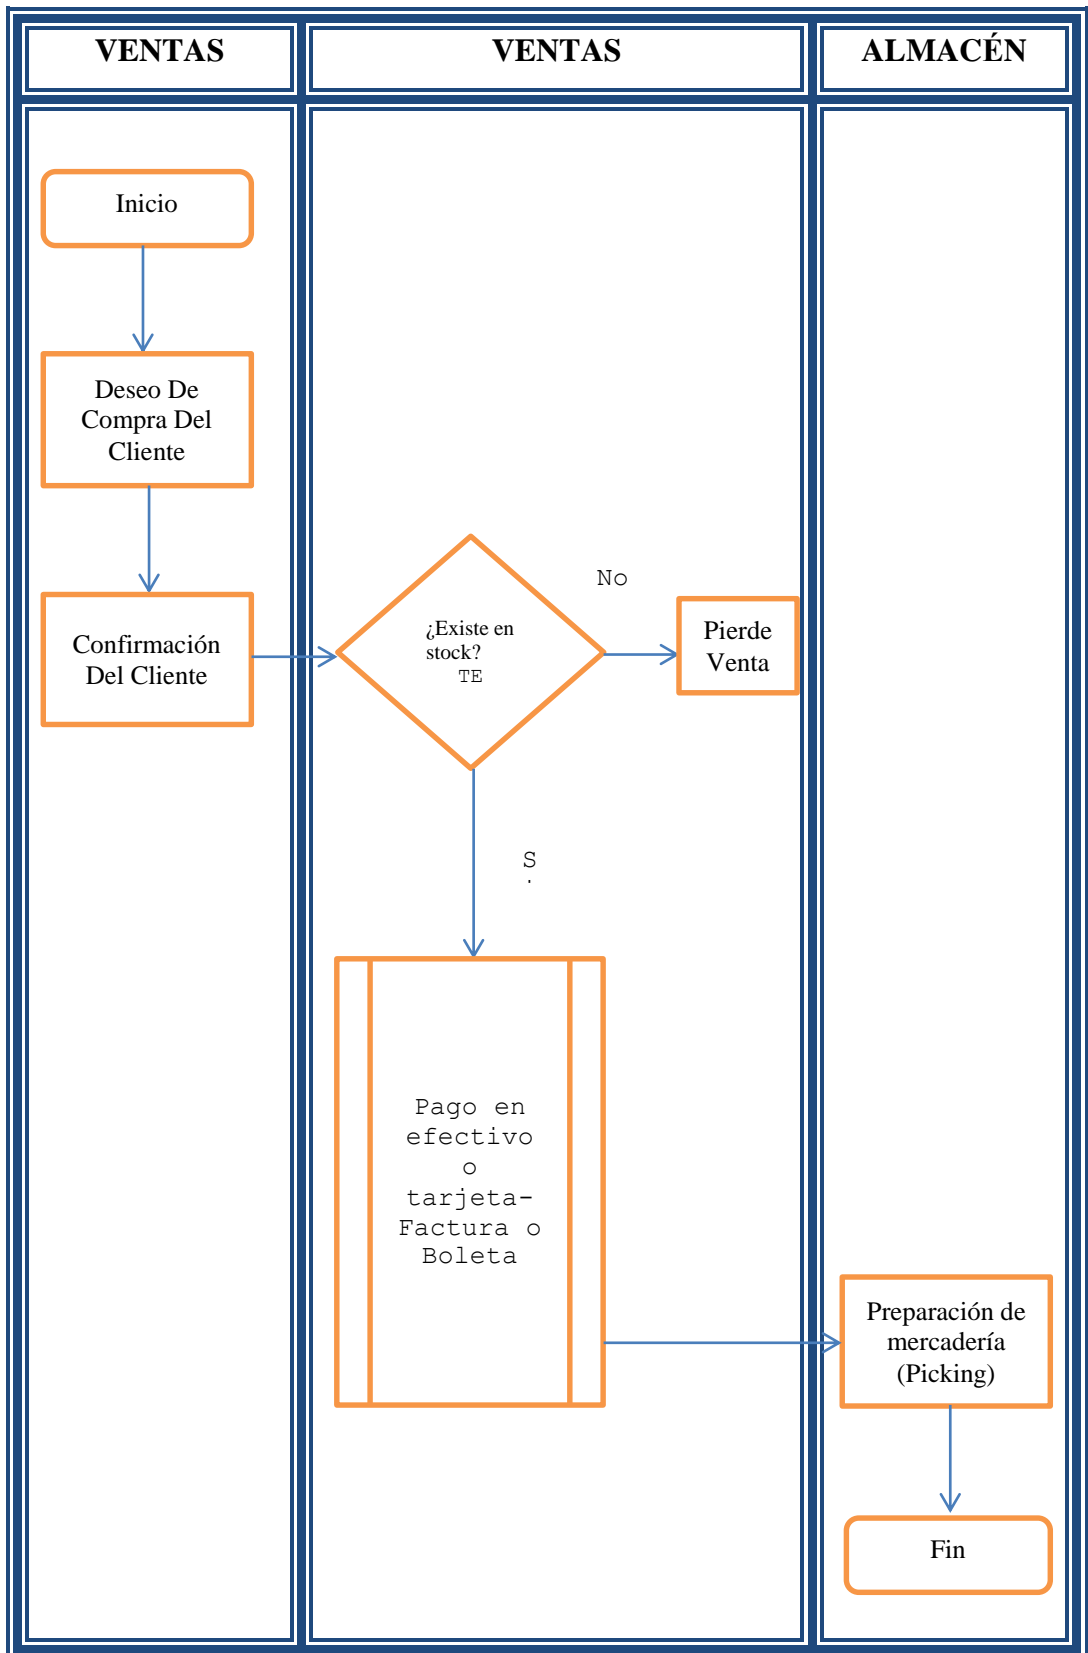 VENTAS
VENTAS
ALMACÉN
Inicio
Deseo De
Compra Del
Cliente
Confirmación
Del Cliente
¿Existe en
stock?
TE
No
Pierde
Venta
S
Pago en
efectivo
o
tarjeta-
Factura o
Boleta
Preparación de
mercadería
(Picking)
Fin